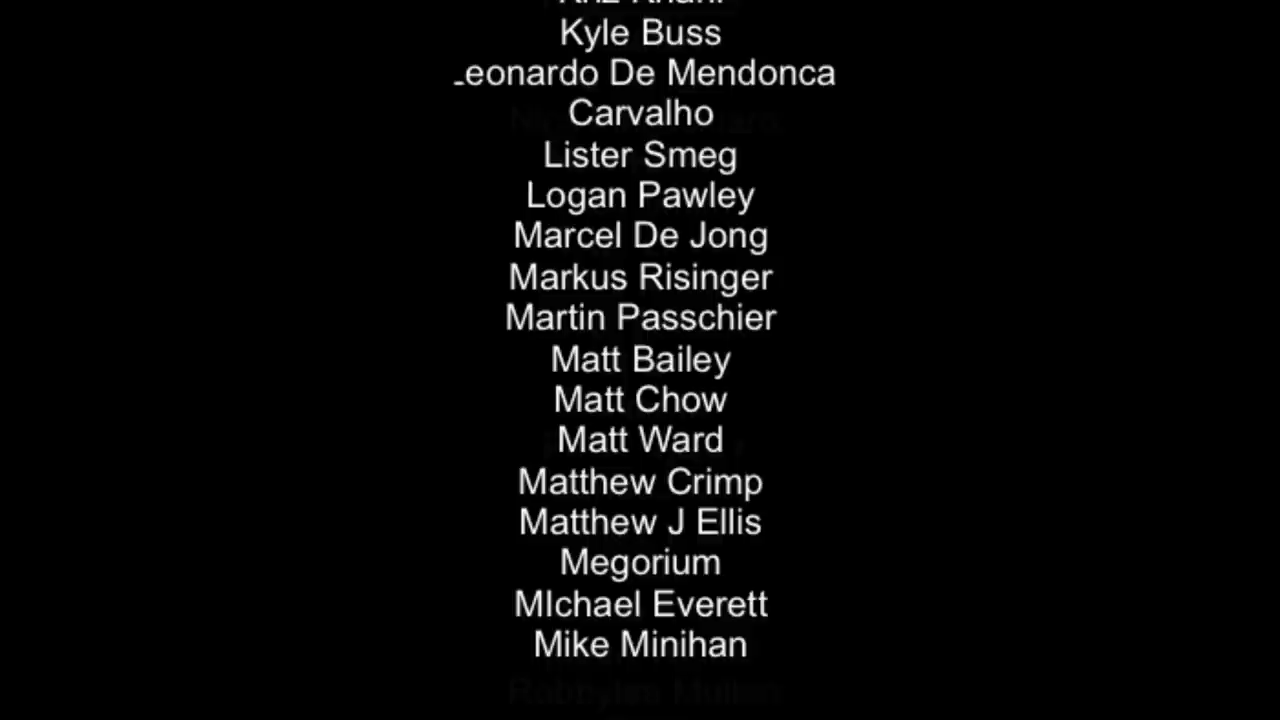 Kyle Buss
Leonardo De Mendonca
Carvalho
Lister Smeg
Logan Pawley
Marcel De Jong
Markus Risinger
Martin Passchier
Matt Bailey
Matt Chow
Matt Ward
Matthew Crimp
Matthew J Ellis
Megorium
MIchael Everett
Mike Minihan